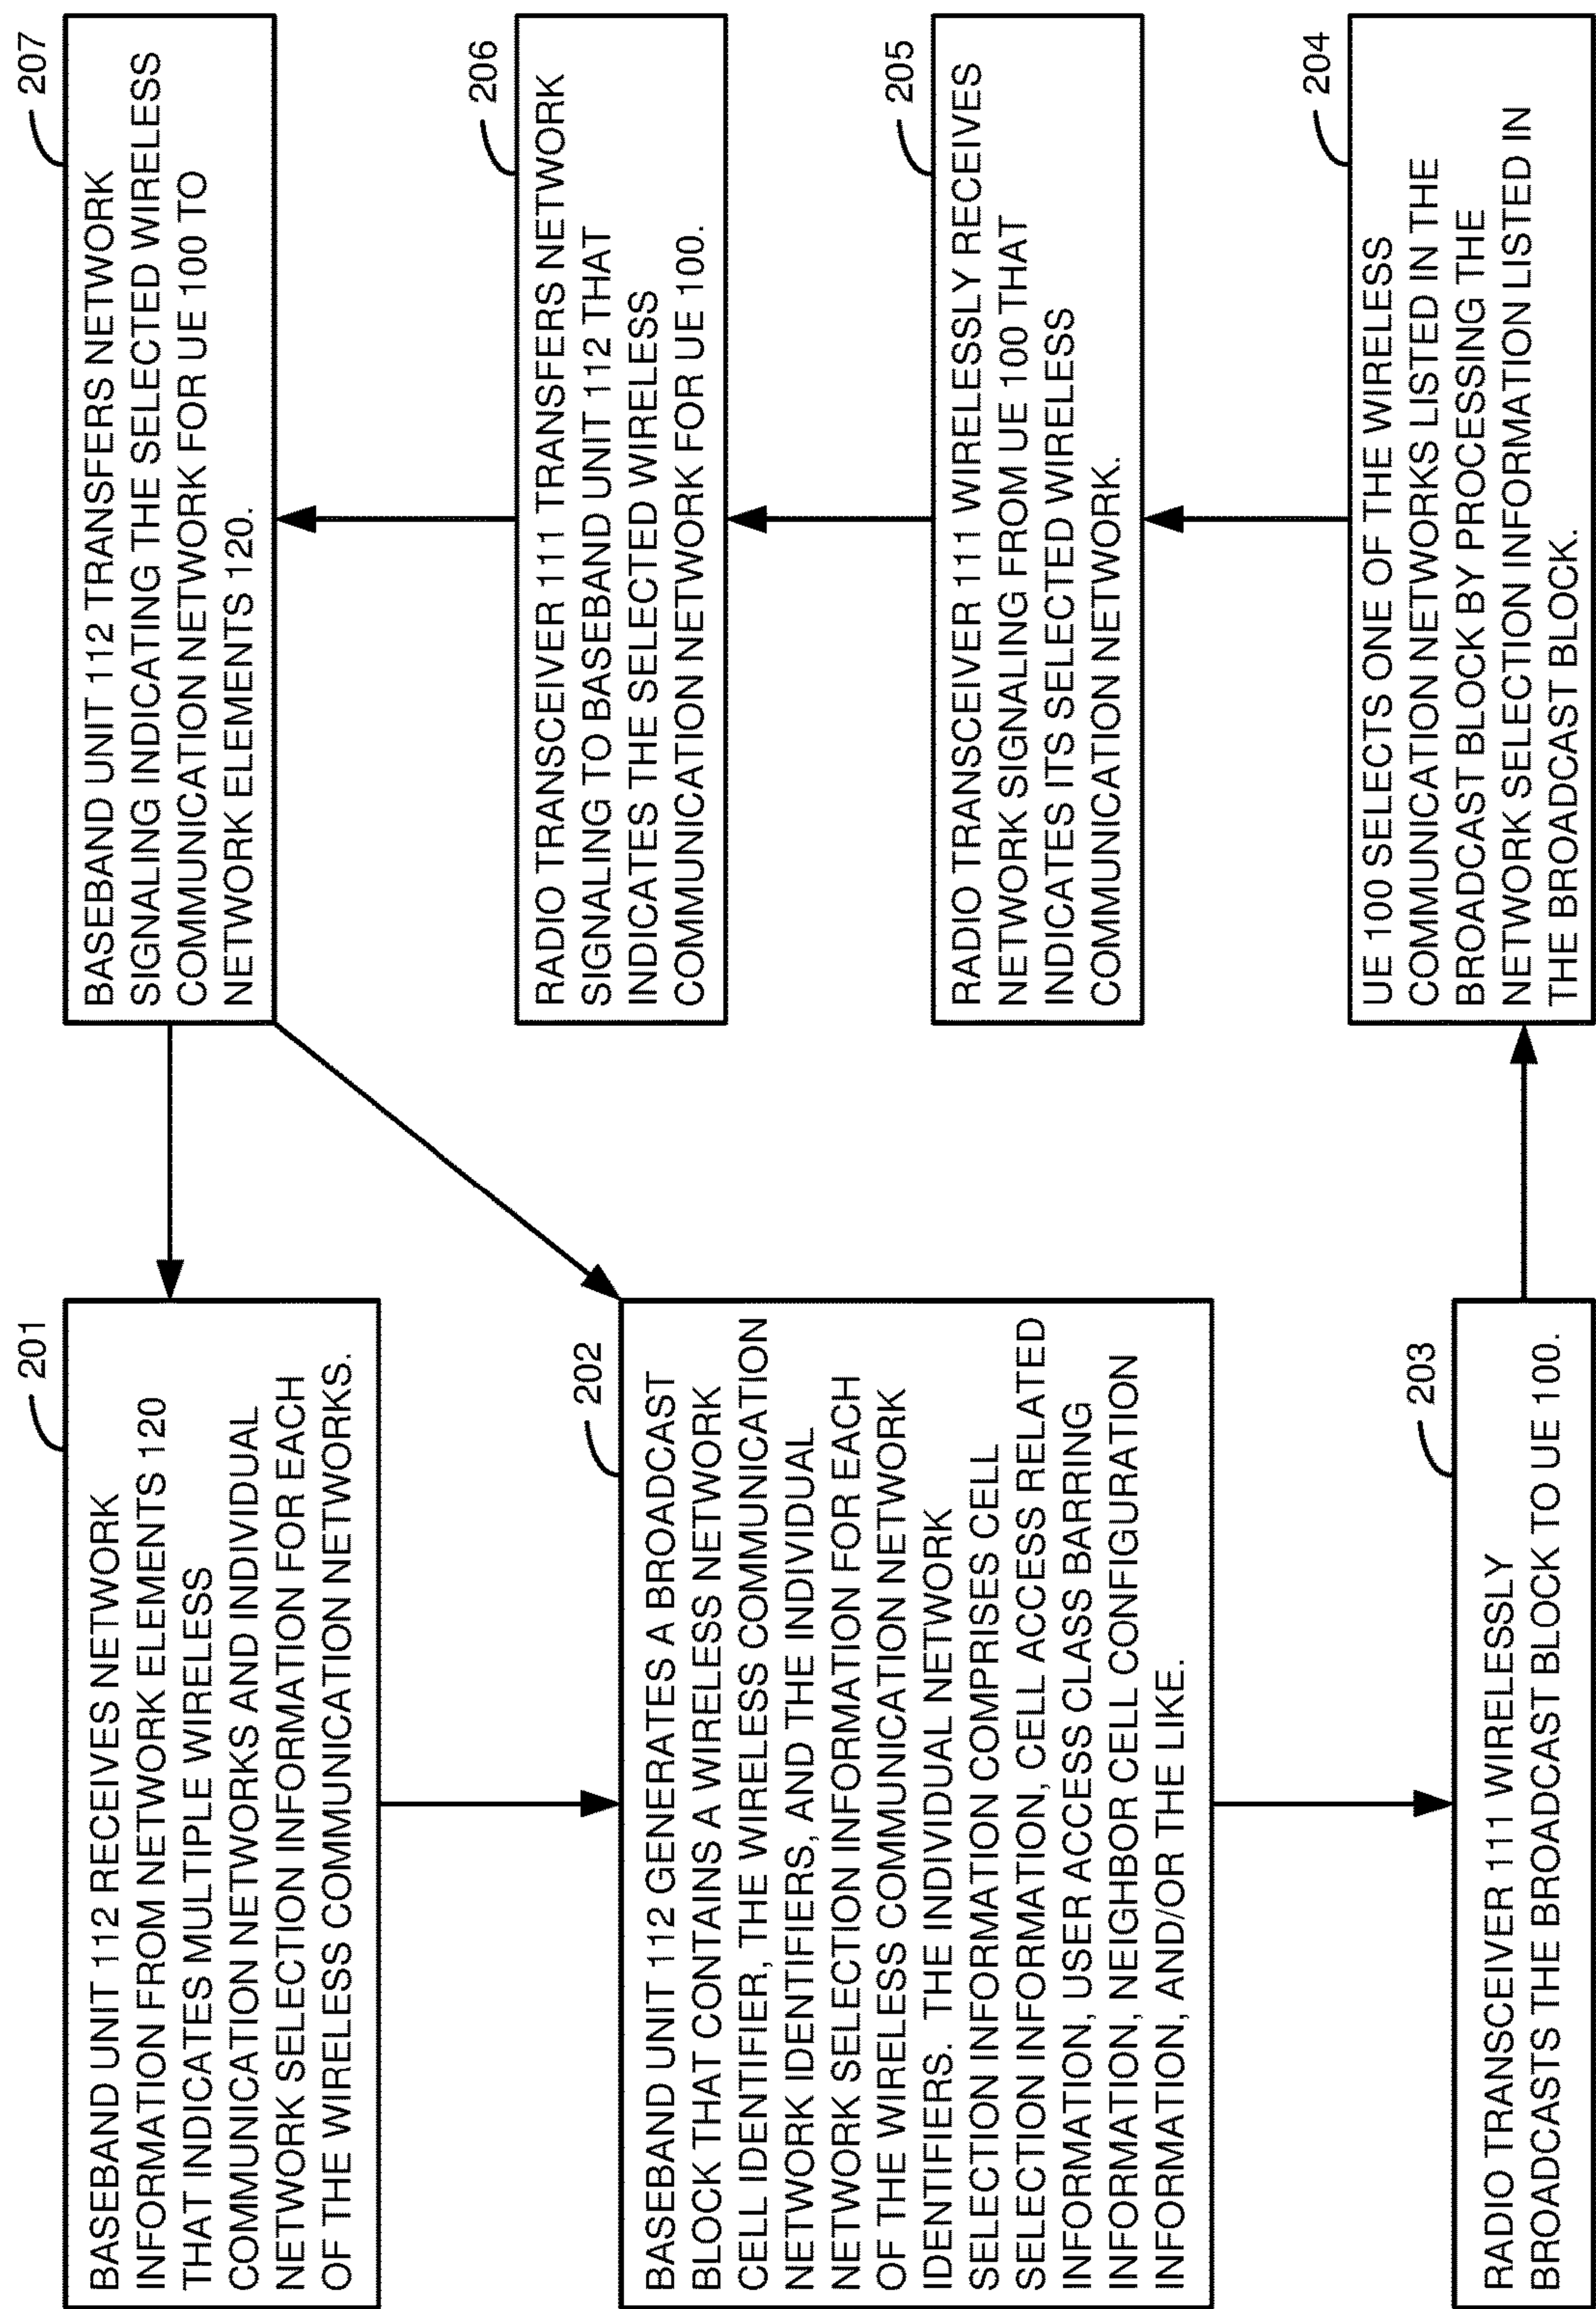 201
BASEBAND UNIT 112 RECEIVES NETWORK
INFORMATION FROM NETWORK ELEMENTS 120
THAT INDICATES MULTIPLE WIRELESS
COMMUNICATION NETWORKS AND INDIVIDUAL
NETWORK SELECTION INFORMATION FOR EACH
OF THE WIRELESS COMMUNICATION NETWORKS.
202
BASEBAND UNIT 112 GENERATES A BROADCAST
BLOCK THAT CONTAINS A WIRELESS NETWORK
CELL IDENTIFIER, THE WIRELESS COMMUNICATION
NETWORK IDENTIFIERS, AND THE INDIVIDUAL
NETWORK SELECTION INFORMATION FOR EACH
OF THE WIRELESS COMMUNICATION NETWORK
IDENTIFIERS. THE INDIVIDUAL NETWORK
SELECTION INFORMATION COMPRISES CELL
SELECTION INFORMATION, CELL ACCESS RELATED
INFORMATION, USER ACCESS CLASS BARRING
INFORMATION, NEIGHBOR CELL CONFIGURATION
INFORMATION, AND/OR THE LIKE.
203
RADIO TRANSCEIVER 111 WIRELESSLY
BROADCASTS THE BROADCAST BLOCK TO UE 100.
204
UE 100 SELECTS ONE OF THE WIRELESS
COMMUNICATION NETWORKS LISTED IN THE
BROADCAST BLOCK BY PROCESSING THE
NETWORK SELECTION INFORMATION LISTED IN
THE BROADCAST BLOCK.
205
RADIO TRANSCEIVER 111 WIRELESSLY RECEIVES
NETWORK SIGNALING FROM UE 100 THAT
INDICATES ITS SELECTED WIRELESS
COMMUNICATION NETWORK.
206
RADIO TRANSCEIVER 111 TRANSFERS NETWORK
SIGNALING TO BASEBAND UNIT 112 THAT
INDICATES THE SELECTED WIRELESS
COMMUNICATION NETWORK FOR UE 100.
207
BASEBAND UNIT 112 TRANSFERS NETWORK
SIGNALING INDICATING THE SELECTED WIRELESS
COMMUNICATION NETWORK FOR UE 100 TO
NETWORK ELEMENTS 120.